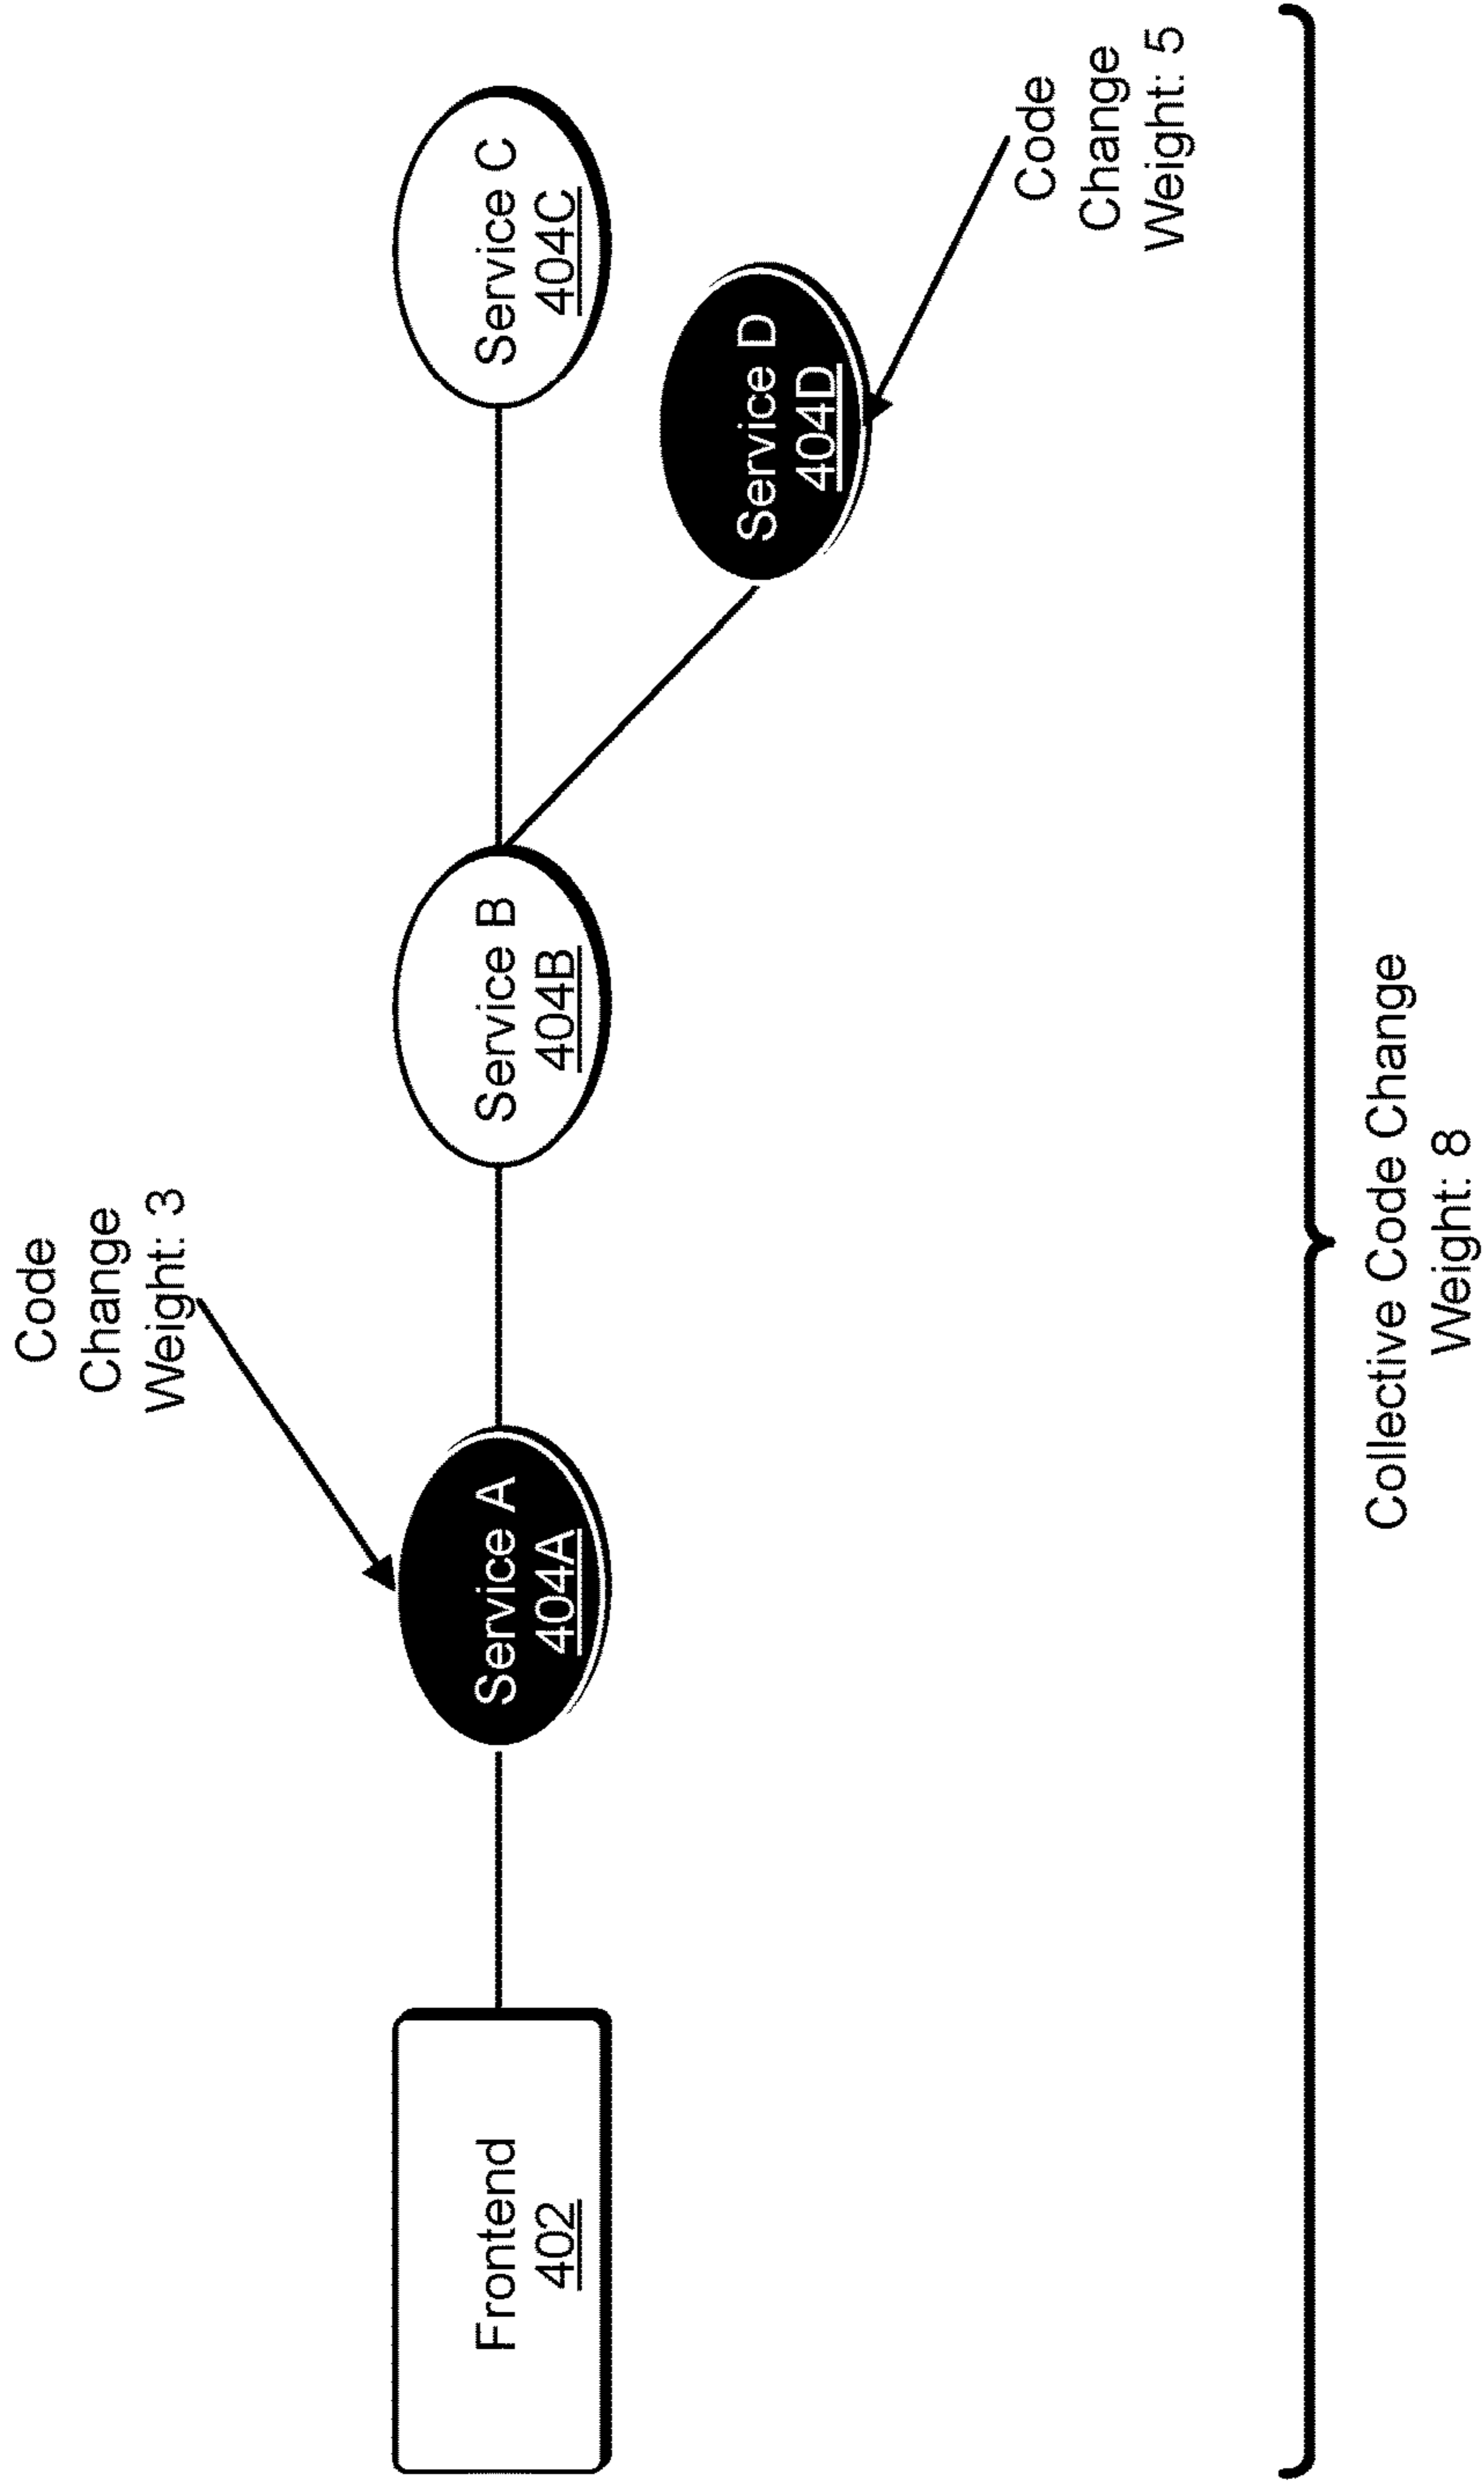 Code
Change
Weight: 3
Frontend
402
Service A
404A
Service B
404B
Service C
404C
Service D
404D
Code
Change
Weight: 5
Collective Code Change
Weight: 8